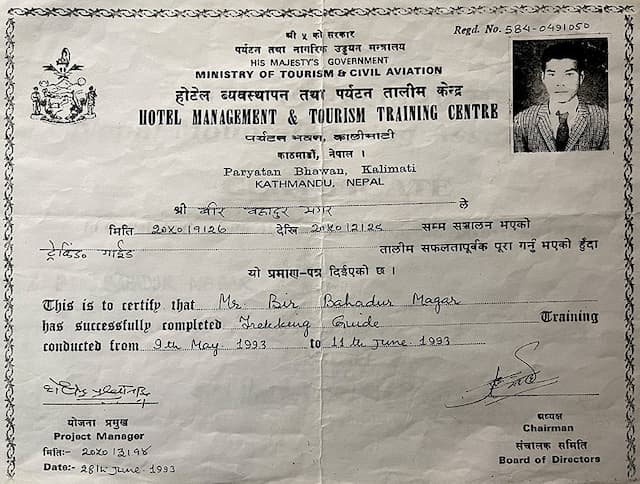 श्री ५ को सरकार
Regd. No. 584-0491050
पर्यटन तथा नागरिक उड्डयन मन्त्रालय
HIS MAJESTY'S GOVERNMENT
MINISTRY OF TOURISM & CIVIL AVIATION
होटेल व्यवस्थापन तथा पर्यटन तालीम केन्द्र
HOTEL MANAGEMENT & TOURISM TRAINING CENTRE
पर्यटन भवन, कालीमाटी
काठमाडौं, नेपाल ।
Paryatan Bhawan, Kalimati
KATHMANDU, NEPAL
श्री वीर वहादुर मगर ले
मिति २०५०।१।२६ देखि २०५०।२।२९ सम्म सञ्चालन भएको
ट्रेकिङ० गाईड तालीम सफलतापूर्वक पूरा गर्नु भएको हुँदा
यो प्रमाण-पत्र दिईएको छ ।
This is to certify that Mr. Bir Bahadur Magar
has successfully completed Trekking Guide Training
conducted from 9th May 1993 to 11th June 1993
योजना प्रमुख
Project Manager
मिति:- २०५०।३।१४
Date:- 28th June 1993
अध्यक्ष
Chairman
संचालक समिति
Board of Directors